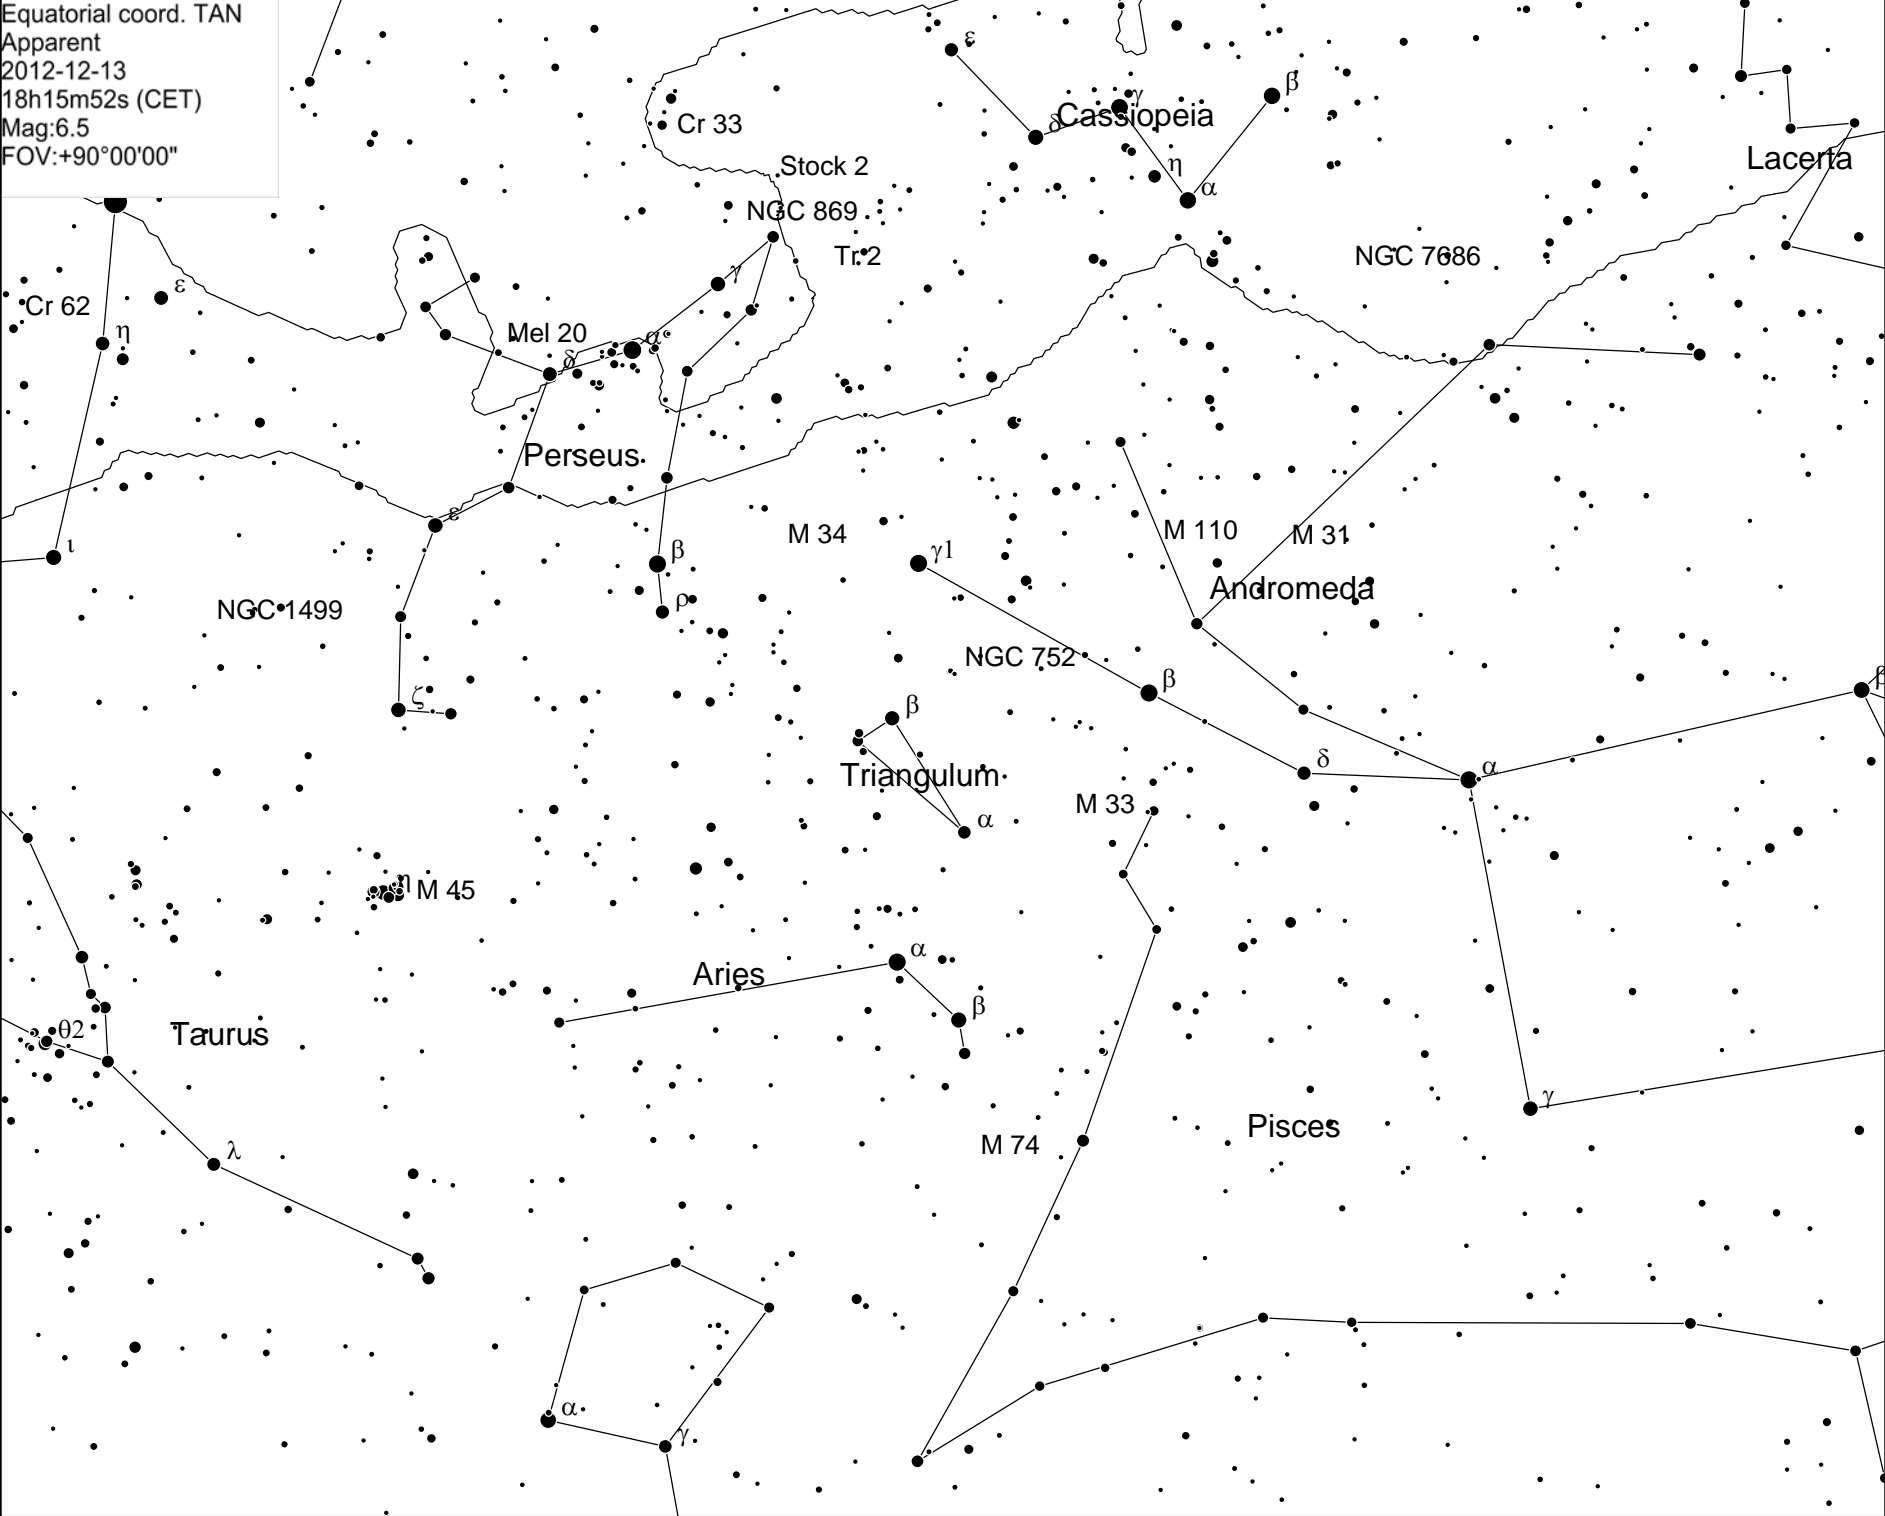 Equatorial coord. TAN
Apparent
2012-12-13
18h15m52s (CET)
Mag:6.5
FOV:+90°00'00"
ε
β
γ
Cassiopeia
δ
Cr 33
Lacerta
Stock 2
η
α
NGC 869
Tr 2
NGC 7686
γ
ε
Cr 62
η
Mel 20
α
δ
Perseus
ε
M 34
M 110
M 31
ι
β
γ1
Andromeda
ρ
NGC 1499
NGC 752
β
β
ζ
β
δ
α
Triangulum
M 33
α
η
M 45
α
Aries
β
θ2
Taurus
γ
Pisces
M 74
λ
α
γ